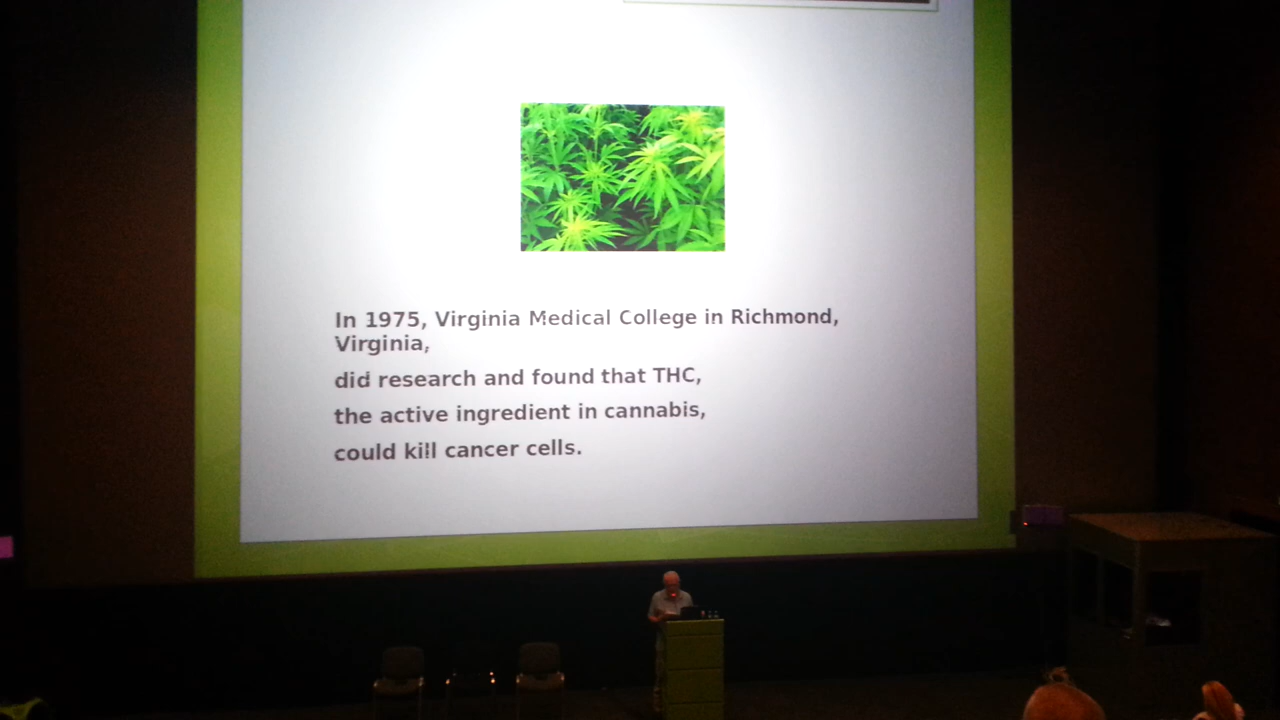 In 1975, Virginia Medical College in Richmond,
Virginia,
did research and found that THC,
the active ingredient in cannabis,
could kill cancer cells.